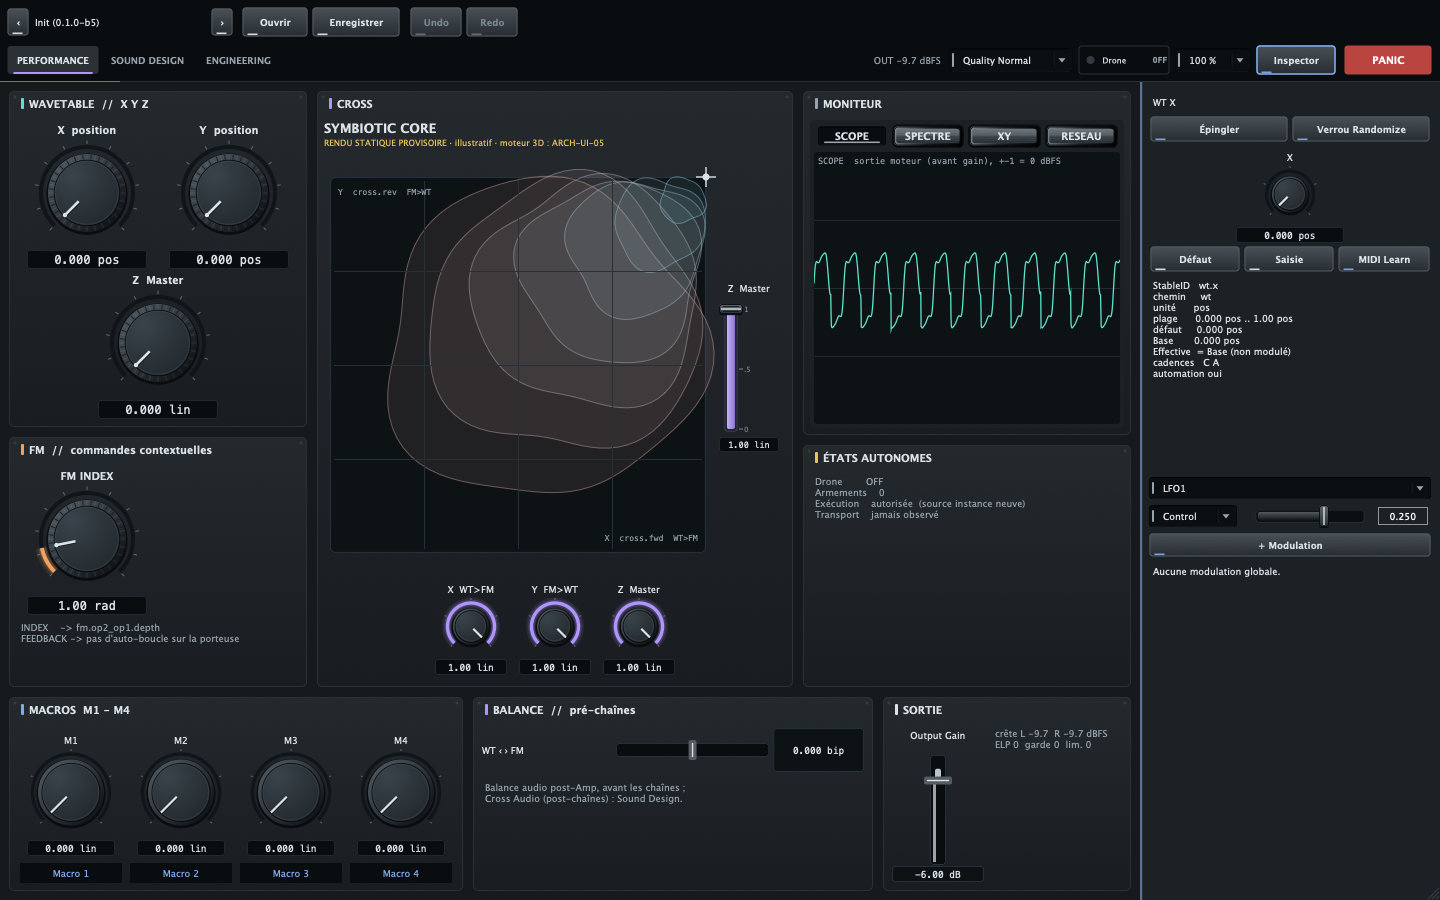 ‹ Init (0.1.0-b5) › Ouvrir Enregistrer Undo Redo
PERFORMANCE SOUND DESIGN ENGINEERING OUT -9.7 dBFS Quality Normal Drone OFF 100 % Inspector PANIC
WAVETABLE // X Y Z
X position Y position
0.000 pos 0.000 pos
Z Master
0.000 lin
FM // commandes contextuelles
FM INDEX
1.00 rad
INDEX -> fm.op2_op1.depth
FEEDBACK -> pas d'auto-boucle sur la porteuse
CROSS
SYMBIOTIC CORE
RENDU STATIQUE PROVISOIRE · illustratif · moteur 3D : ARCH-UI-05
Y cross.rev FM>WT
Z Master
1
.5
0
1.00 lin
X cross.fwd WT>FM
X WT>FM Y FM>WT Z Master
1.00 lin 1.00 lin 1.00 lin
MONITEUR
SCOPE SPECTRE XY RESEAU
SCOPE sortie moteur (avant gain), +-1 = 0 dBFS
ÉTATS AUTONOMES
Drone OFF
Armements 0
Exécution autorisée (source instance neuve)
Transport jamais observé
MACROS M1 – M4
M1 M2 M3 M4
0.000 lin 0.000 lin 0.000 lin 0.000 lin
Macro 1 Macro 2 Macro 3 Macro 4
BALANCE // pré-chaînes
WT ‹› FM 0.000 bip
Balance audio post-Amp, avant les chaînes ;
Cross Audio (post-chaînes) : Sound Design.
SORTIE
Output Gain
crête L -9.7 R -9.7 dBFS
ELP 0 garde 0 lim. 0
-6.00 dB
WT X
Épingler Verrou Randomize
X
0.000 pos
Défaut Saisie MIDI Learn
StableID wt.x
chemin wt
unité pos
plage 0.000 pos .. 1.00 pos
défaut 0.000 pos
Base 0.000 pos
Effective = Base (non modulé)
cadences C A
automation oui
LFO1
Control 0.250
+ Modulation
Aucune modulation globale.